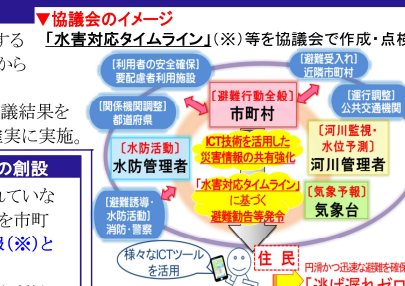 ▼協議会のイメージ
「水害対応タイムライン」(※)等を協議会で作成・点検
する
から
議結果を
実に実施。
の創設
れていな
を市町
(※)と
[利用者の安全確保]
要配慮者利用施設
[避難受入れ]
近隣市町村
[関係機関調整]
都道府県
[避難行動全般]
市町村
[運行調整]
公共交通機関
[水防活動]
水防管理者
ICT技術を活用した
災害情報の共有強化
[河川監視・
水位予測]
河川管理者
「水害対応タイムライン」
に基づく
避難勧告等発令
[気象予報]
気象台
[避難誘導・
水防活動]
消防・警察
様々なICTツール
を活用
住 民
円滑かつ迅速な避難を確保
「逃げ遅れゼロ